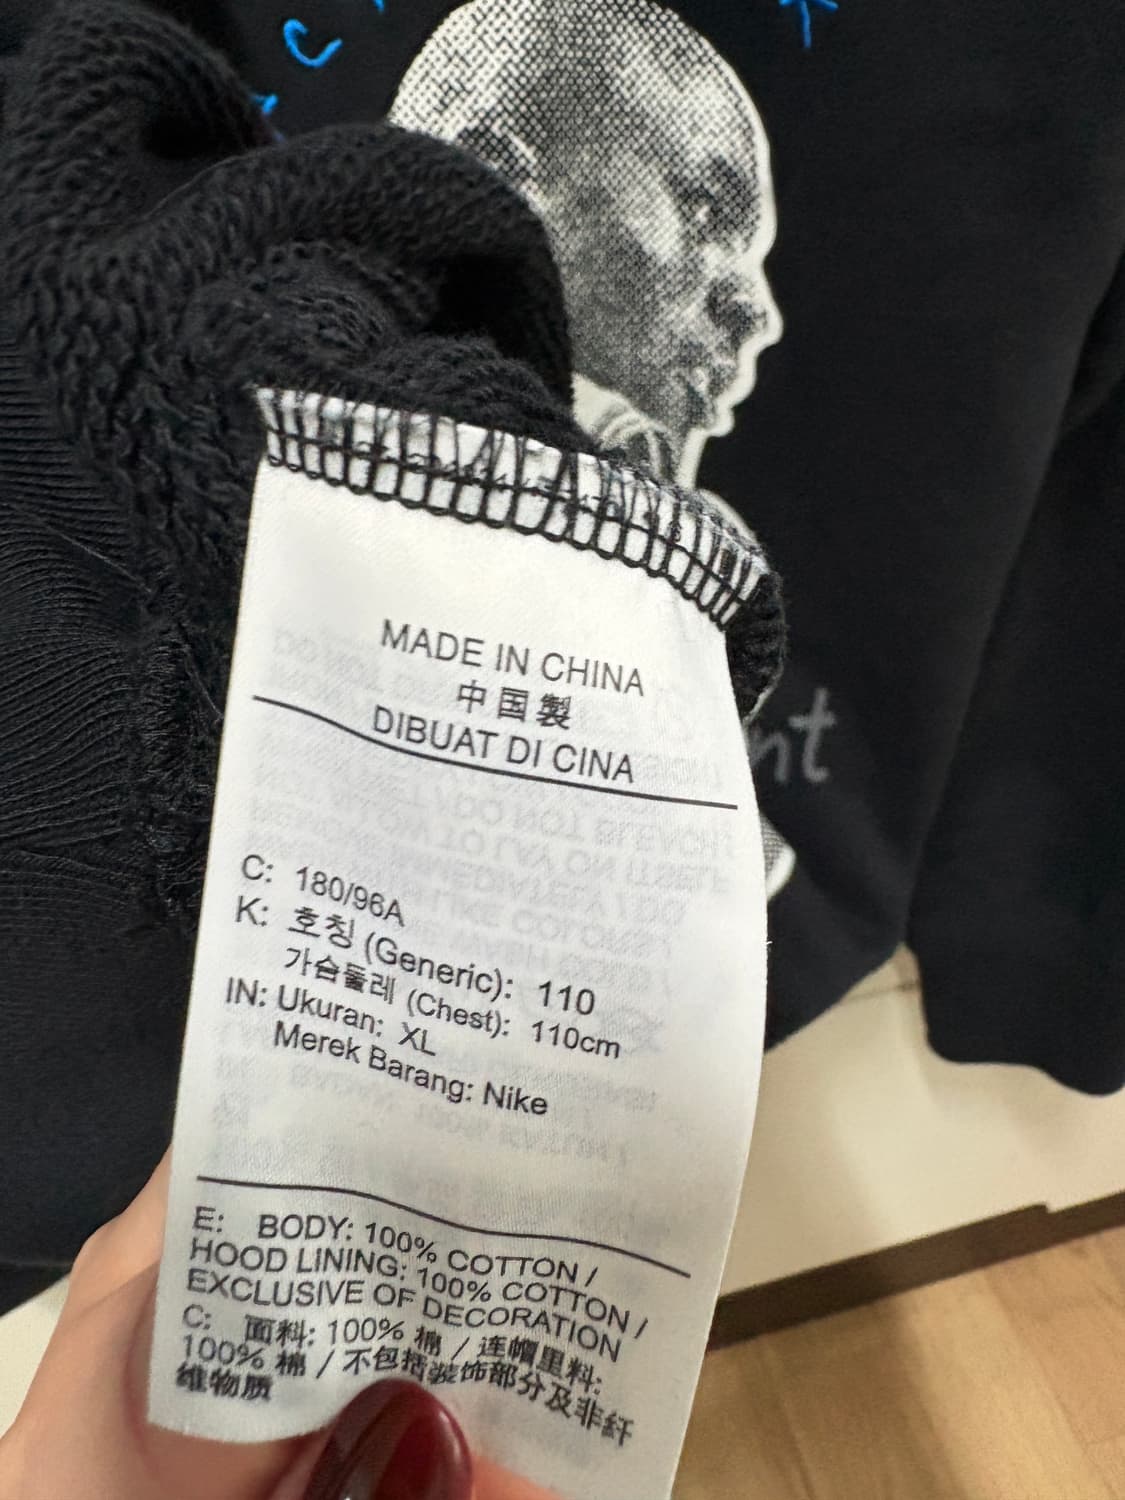 nt
MADE IN CHINA
中国製
DIBUAT DI CINA
C: 180/96A
K: 호칭 (Generic): 110
가슴둘레 (Chest): 110cm
IN: Ukuran: XL
Merek Barang: Nike
E: BODY: 100% COTTON /
HOOD LINING: 100% COTTON /
EXCLUSIVE OF DECORATION
C: 面料: 100% 棉 / 连帽里料:
100% 棉 / 不包括装饰部分及非纤
维物质